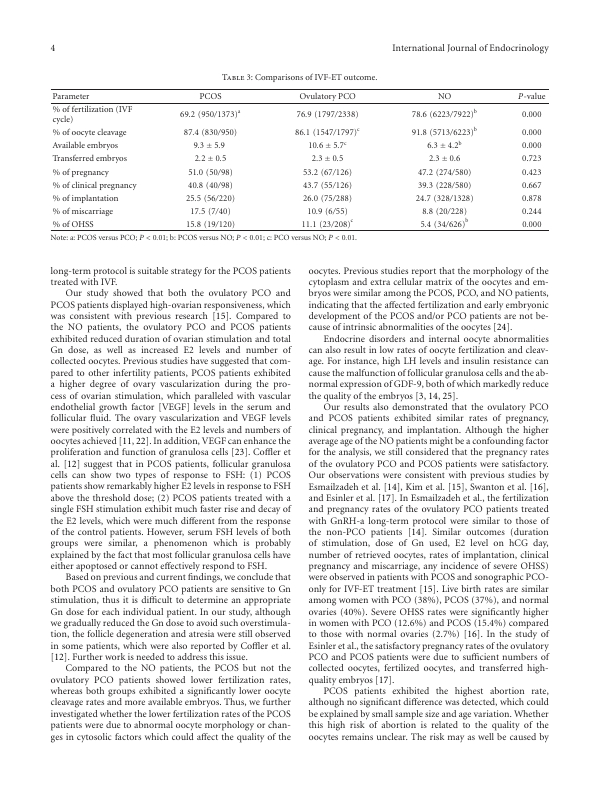 4 International Journal of Endocrinology
Table 3: Comparisons of IVF-ET outcome.
Parameter PCOS Ovulatory PCO NO P-value
% of fertilization (IVF
cycle) 69.2 (950/1373)a 76.9 (1797/2338) 78.6 (6223/7922)b 0.000
% of oocyte cleavage 87.4 (830/950) 86.1 (1547/1797)c 91.8 (5713/6223)b 0.000
Available embryos 9.3 ± 5.9 10.6 ± 5.7c 6.3 ± 4.2b 0.000
Transferred embryos 2.2 ± 0.5 2.3 ± 0.5 2.3 ± 0.6 0.723
% of pregnancy 51.0 (50/98) 53.2 (67/126) 47.2 (274/580) 0.423
% of clinical pregnancy 40.8 (40/98) 43.7 (55/126) 39.3 (228/580) 0.667
% of implantation 25.5 (56/220) 26.0 (75/288) 24.7 (328/1328) 0.878
% of miscarriage 17.5 (7/40) 10.9 (6/55) 8.8 (20/228) 0.244
% of OHSS 15.8 (19/120) 11.1 (23/208)c 5.4 (34/626)b 0.000
Note: a: PCOS versus PCO; P < 0.01; b: PCOS versus NO; P < 0.01; c: PCO versus NO; P < 0.01.
long-term protocol is suitable strategy for the PCOS patients
treated with IVF.
Our study showed that both the ovulatory PCO and
PCOS patients displayed high-ovarian responsiveness, which
was consistent with previous research [15]. Compared to
the NO patients, the ovulatory PCO and PCOS patients
exhibited reduced duration of ovarian stimulation and total
Gn dose, as well as increased E2 levels and number of
collected oocytes. Previous studies have suggested that com-
pared to other infertility patients, PCOS patients exhibited
a higher degree of ovary vascularization during the pro-
cess of ovarian stimulation, which paralleled with vascular
endothelial growth factor [VEGF] levels in the serum and
follicular fluid. The ovary vascularization and VEGF levels
were positively correlated with the E2 levels and numbers of
oocytes achieved [11, 22]. In addition, VEGF can enhance the
proliferation and function of granulosa cells [23]. Coffler et
al. [12] suggest that in PCOS patients, follicular granulosa
cells can show two types of response to FSH: (1) PCOS
patients show remarkably higher E2 levels in response to FSH
above the threshold dose; (2) PCOS patients treated with a
single FSH stimulation exhibit much faster rise and decay of
the E2 levels, which were much different from the response
of the control patients. However, serum FSH levels of both
groups were similar, a phenomenon which is probably
explained by the fact that most follicular granulosa cells have
either apoptosed or cannot effectively respond to FSH.
Based on previous and current findings, we conclude that
both PCOS and ovulatory PCO patients are sensitive to Gn
stimulation, thus it is difficult to determine an appropriate
Gn dose for each individual patient. In our study, although
we gradually reduced the Gn dose to avoid such overstimula-
tion, the follicle degeneration and atresia were still observed
in some patients, which were also reported by Coffler et al.
[12]. Further work is needed to address this issue.
Compared to the NO patients, the PCOS but not the
ovulatory PCO patients showed lower fertilization rates,
whereas both groups exhibited a significantly lower oocyte
cleavage rates and more available embryos. Thus, we further
investigated whether the lower fertilization rates of the PCOS
patients were due to abnormal oocyte morphology or chan-
ges in cytosolic factors which could affect the quality of the
oocytes. Previous studies report that the morphology of the
cytoplasm and extra cellular matrix of the oocytes and em-
bryos were similar among the PCOS, PCO, and NO patients,
indicating that the affected fertilization and early embryonic
development of the PCOS and/or PCO patients are not be-
cause of intrinsic abnormalities of the oocytes [24].
Endocrine disorders and internal oocyte abnormalities
can also result in low rates of oocyte fertilization and cleav-
age. For instance, high LH levels and insulin resistance can
cause the malfunction of follicular granulosa cells and the ab-
normal expression of GDF-9, both of which markedly reduce
the quality of the embryos [3, 14, 25].
Our results also demonstrated that the ovulatory PCO
and PCOS patients exhibited similar rates of pregnancy,
clinical pregnancy, and implantation. Although the higher
average age of the NO patients might be a confounding factor
for the analysis, we still considered that the pregnancy rates
of the ovulatory PCO and PCOS patients were satisfactory.
Our observations were consistent with previous studies by
Esmailzadeh et al. [14], Kim et al. [15], Swanton et al. [16],
and Esinler et al. [17]. In Esmailzadeh et al., the fertilization
and pregnancy rates of the ovulatory PCO patients treated
with GnRH-a long-term protocol were similar to those of
the non-PCO patients [14]. Similar outcomes (duration
of stimulation, dose of Gn used, E2 level on hCG day,
number of retrieved oocytes, rates of implantation, clinical
pregnancy and miscarriage, any incidence of severe OHSS)
were observed in patients with PCOS and sonographic PCO-
only for IVF-ET treatment [15]. Live birth rates are similar
among women with PCO (38%), PCOS (37%), and normal
ovaries (40%). Severe OHSS rates were significantly higher
in women with PCO (12.6%) and PCOS (15.4%) compared
to those with normal ovaries (2.7%) [16]. In the study of
Esinler et al., the satisfactory pregnancy rates of the ovulatory
PCO and PCOS patients were due to sufficient numbers of
collected oocytes, fertilized oocytes, and transferred high-
quality embryos [17].
PCOS patients exhibited the highest abortion rate,
although no significant difference was detected, which could
be explained by small sample size and age variation. Whether
this high risk of abortion is related to the quality of the
oocytes remains unclear. The risk may as well be caused by